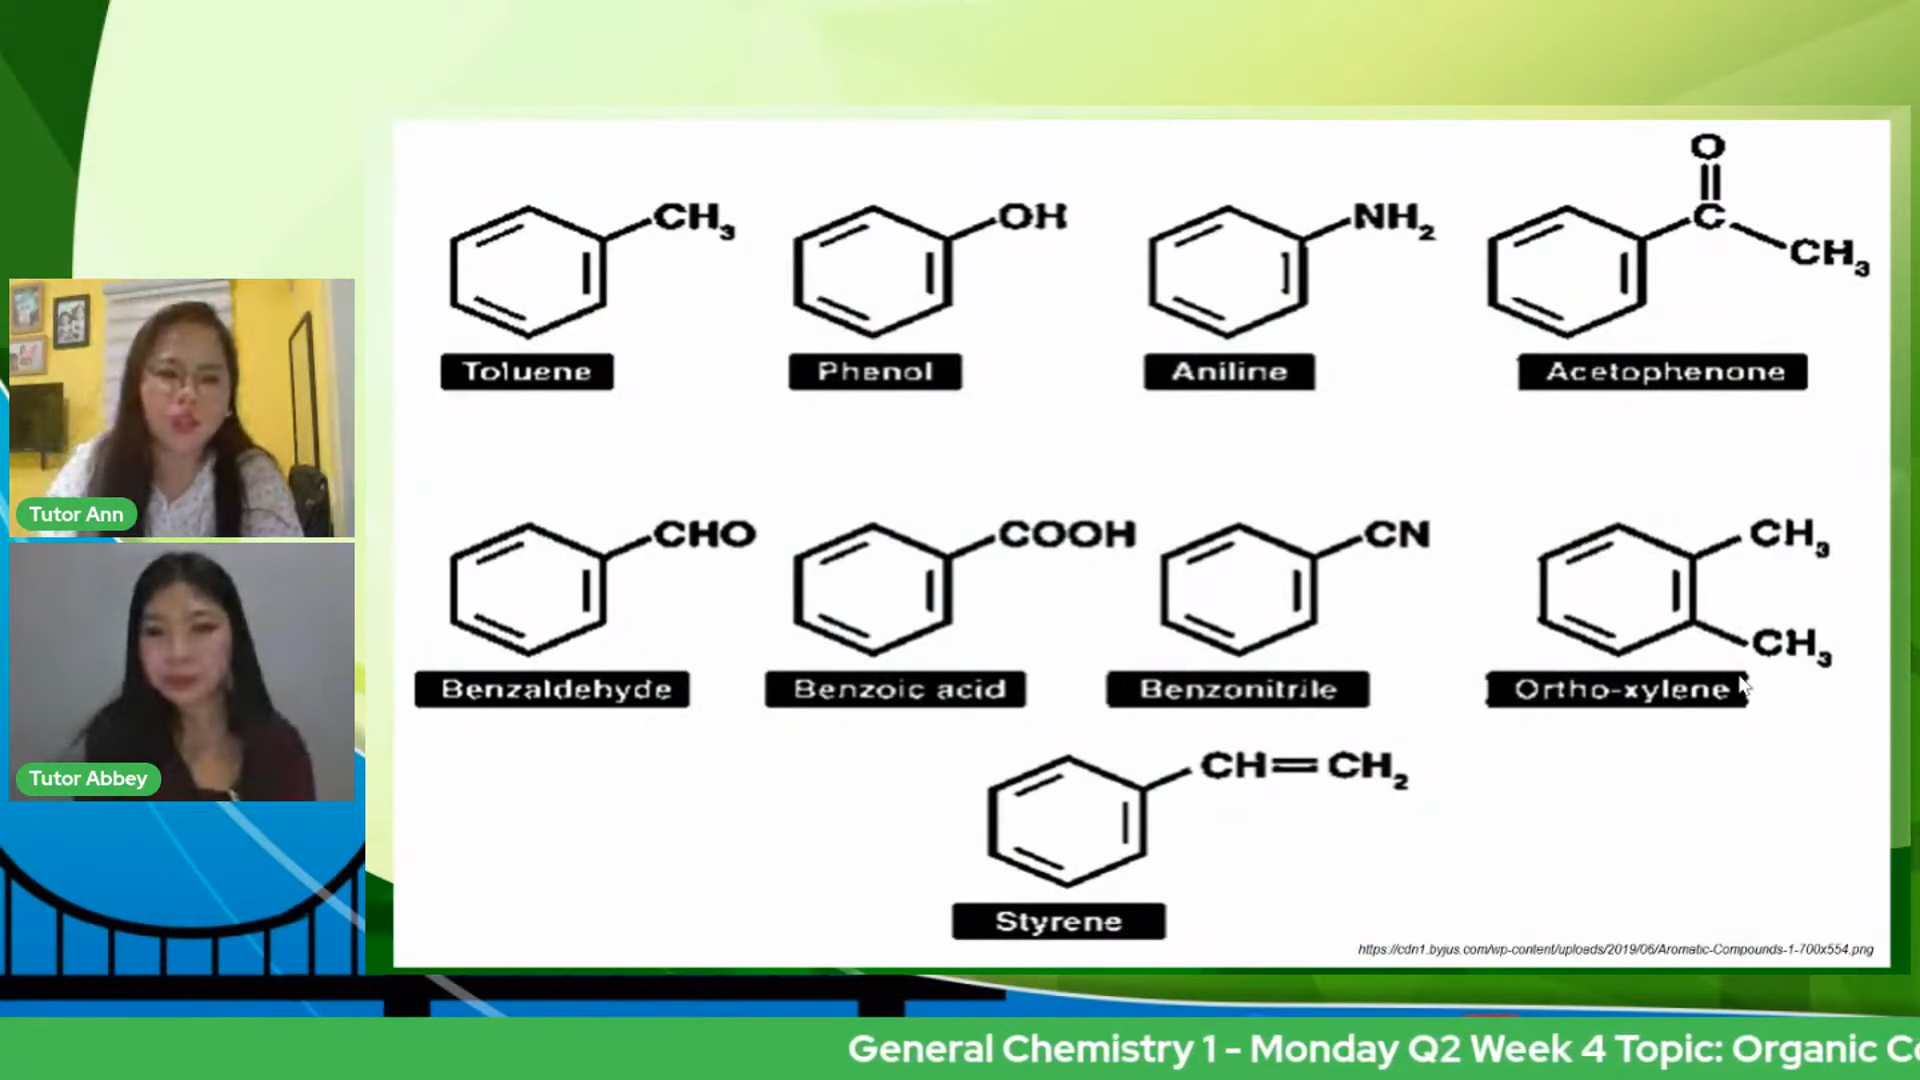 O
CH3
OH
NH2
C
CH3
Toluene
Phenol
Aniline
Acetophenone
CHO
COOH
CN
CH3
CH3
Benzaldehyde
Benzoic acid
Benzonitrile
Ortho-xylene
CH=CH2
Styrene
https://cdn1.byjus.com/wp-content/uploads/2019/06/Aromatic-Compounds-1-700x554.png
Tutor Ann
Tutor Abbey
General Chemistry 1 - Monday Q2 Week 4 Topic: Organic